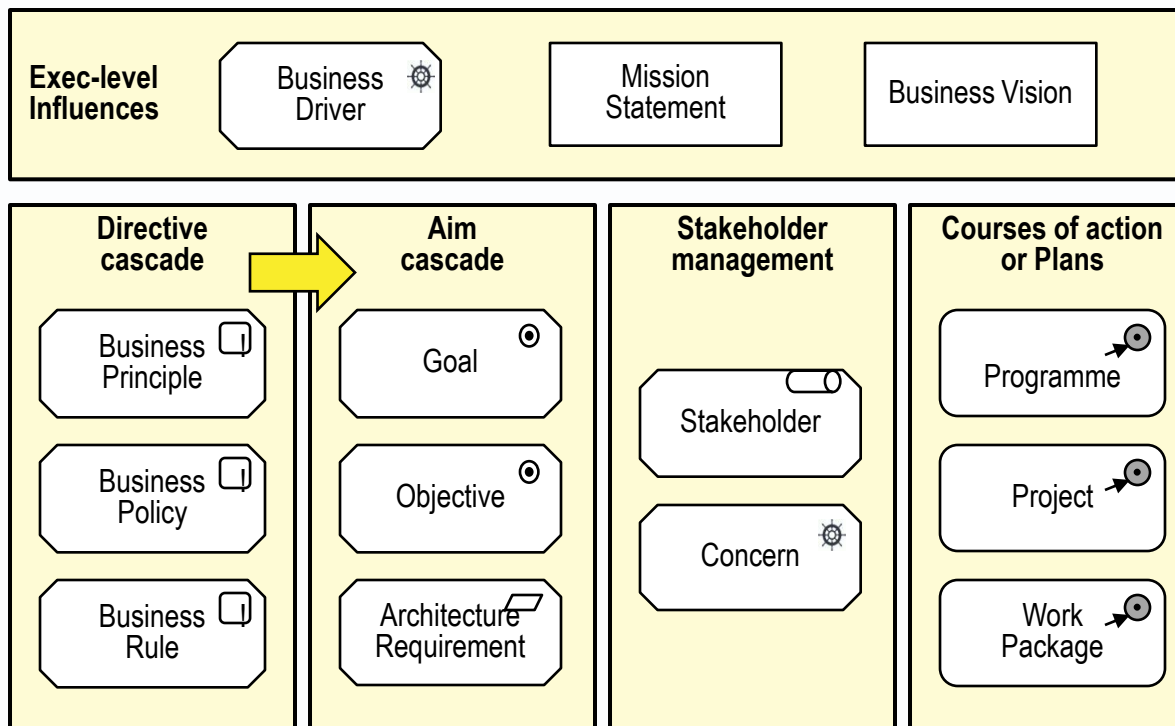 Exec-level
Influences
Business
Driver
Mission
Statement
Business Vision
Directive
cascade
Business
Principle
Business
Policy
Business
Rule
Aim
cascade
Goal
Objective
Architecture
Requirement
Stakeholder
management
Stakeholder
Concern
Courses of action
or Plans
Programme
Project
Work
Package